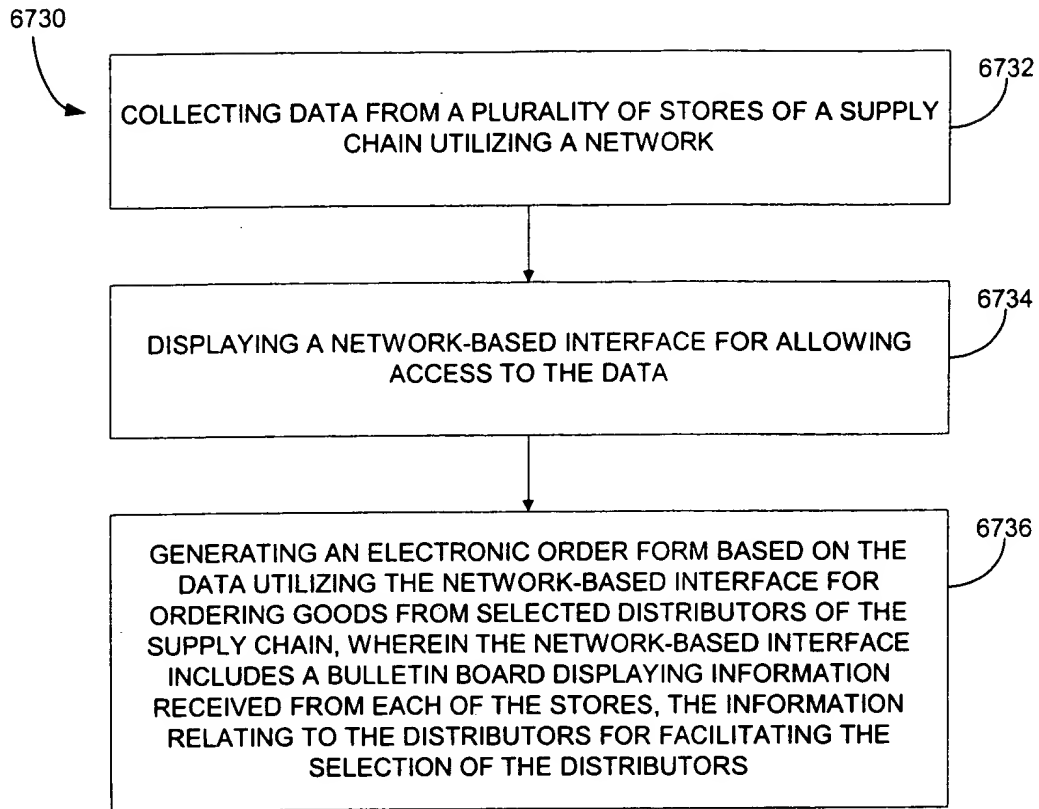 6730
6732
COLLECTING DATA FROM A PLURALITY OF STORES OF A SUPPLY
CHAIN UTILIZING A NETWORK
6734
DISPLAYING A NETWORK-BASED INTERFACE FOR ALLOWING
ACCESS TO THE DATA
6736
GENERATING AN ELECTRONIC ORDER FORM BASED ON THE
DATA UTILIZING THE NETWORK-BASED INTERFACE FOR
ORDERING GOODS FROM SELECTED DISTRIBUTORS OF THE
SUPPLY CHAIN, WHEREIN THE NETWORK-BASED INTERFACE
INCLUDES A BULLETIN BOARD DISPLAYING INFORMATION
RECEIVED FROM EACH OF THE STORES, THE INFORMATION
RELATING TO THE DISTRIBUTORS FOR FACILITATING THE
SELECTION OF THE DISTRIBUTORS